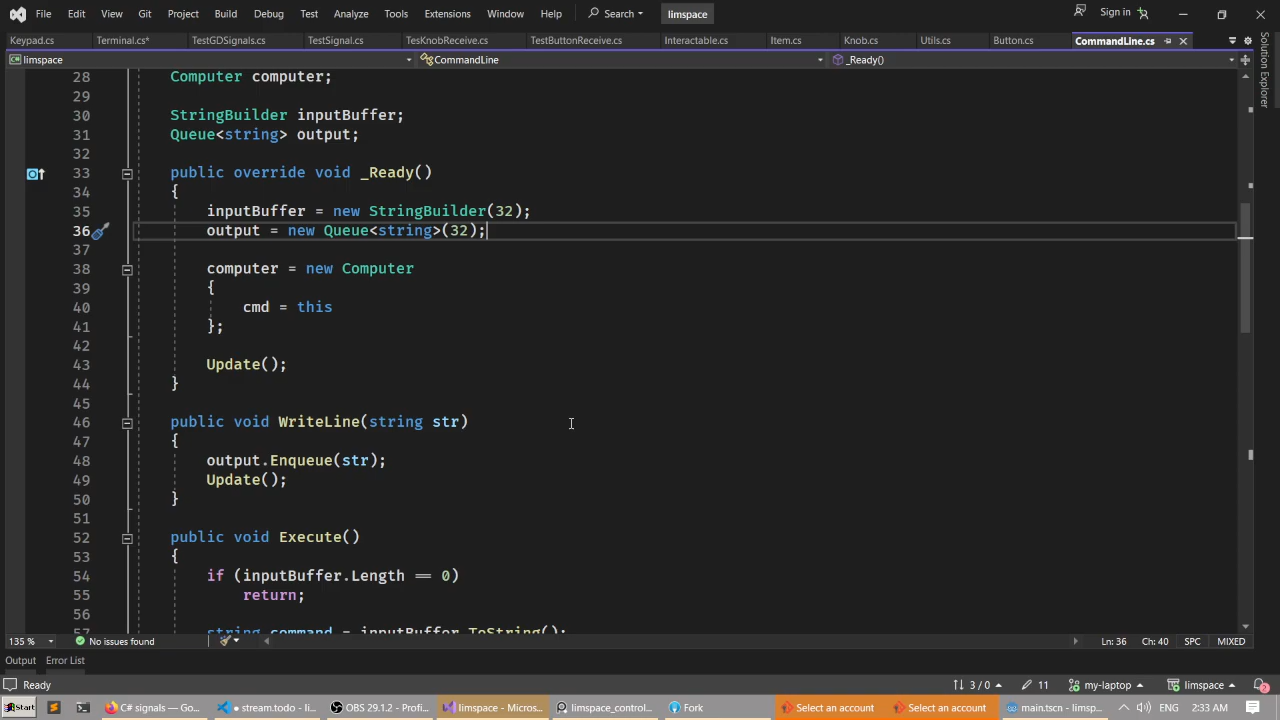 File Edit View Git Project Build Debug Test Analyze Tools Extensions Window Help Search limspace Sign in
Keypad.cs Terminal.cs* TestGDSignals.cs TestSignal.cs TesKnobReceive.cs TestButtonReceive.cs Interactable.cs Item.cs Knob.cs Utils.cs Button.cs CommandLine.cs
limspace CommandLine _Ready()
Solution Explorer
28 Computer computer;
29
30 StringBuilder inputBuffer;
31 Queue<string> output;
32
33 public override void _Ready()
34 {
35 inputBuffer = new StringBuilder(32);
36 output = new Queue<string>(32);
37
38 computer = new Computer
39 {
40 cmd = this
41 };
42
43 Update();
44 }
45
46 public void WriteLine(string str)
47 {
48 output.Enqueue(str);
49 Update();
50 }
51
52 public void Execute()
53 {
54 if (inputBuffer.Length == 0)
55 return;
56
57 string command = inputBuffer.ToString();
135 % No issues found Ln: 36 Ch: 40 SPC MIXED
Output Error List
Ready 3 / 0 11 my-laptop limspace 2
Start C# signals — Go... stream.todo - li... OBS 29.1.2 - Profi... limspace - Micros... limspace_control... Fork Select an account Select an account main.tscn - limsp... ENG 2:33 AM